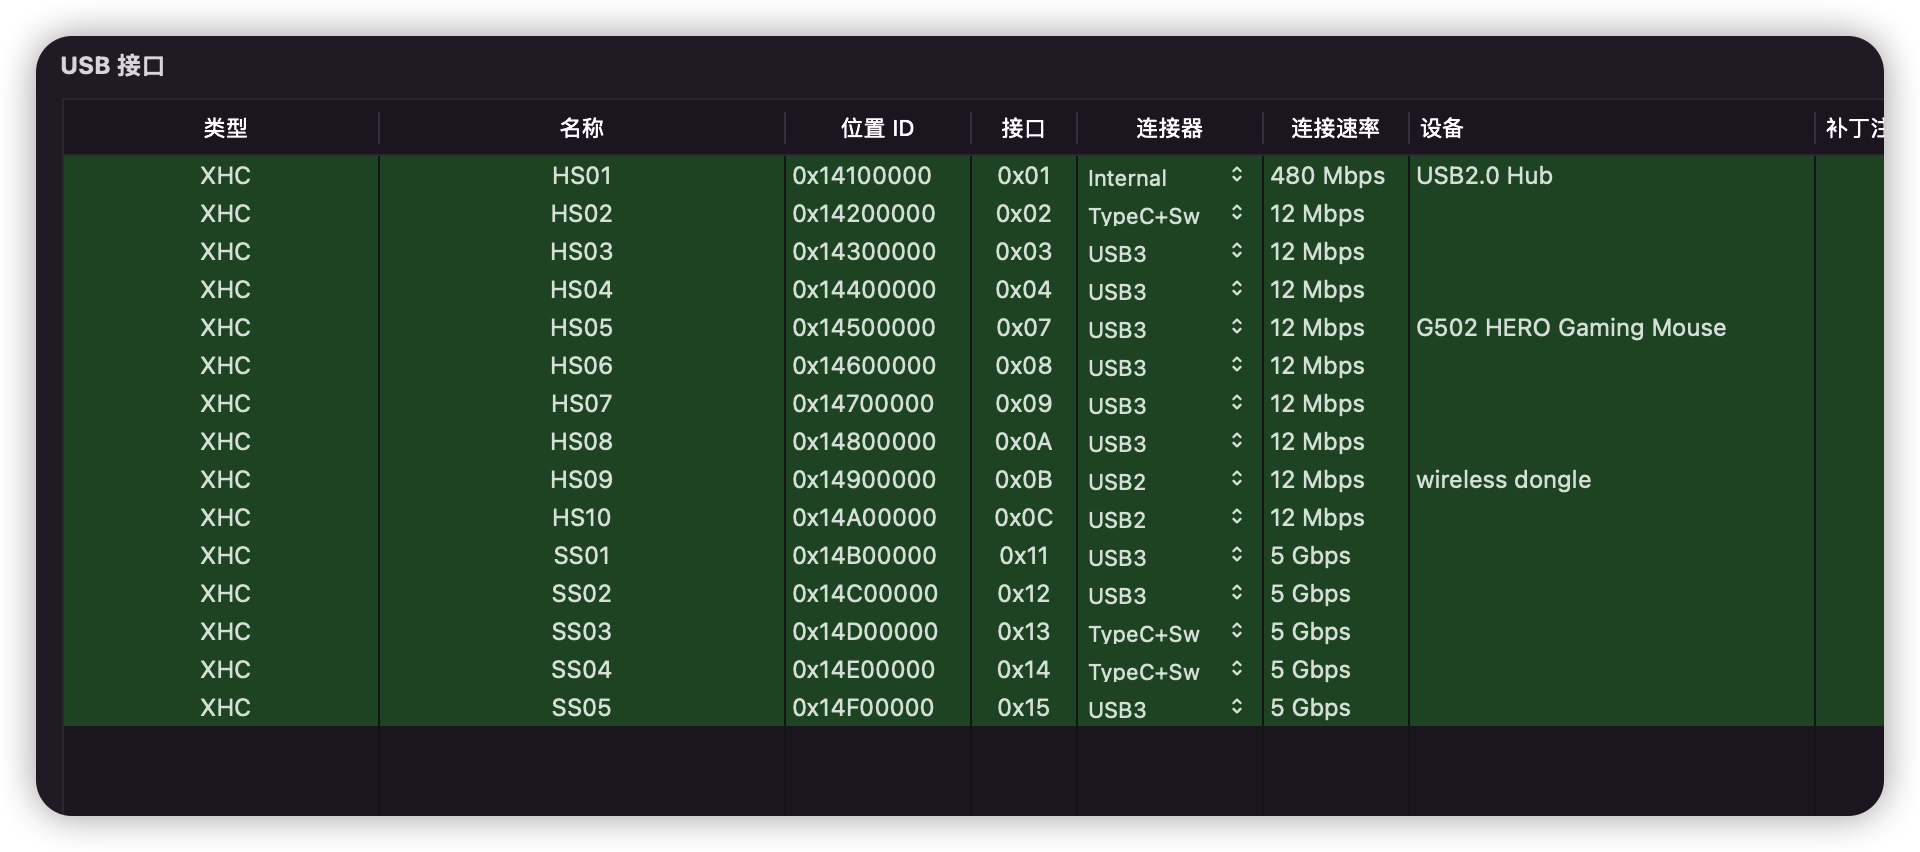 USB 接口
类型 名称 位置 ID 接口 连接器 连接速率 设备 补丁注
XHC HS01 0x14100000 0x01 Internal 480 Mbps USB2.0 Hub
XHC HS02 0x14200000 0x02 TypeC+Sw 12 Mbps
XHC HS03 0x14300000 0x03 USB3 12 Mbps
XHC HS04 0x14400000 0x04 USB3 12 Mbps
XHC HS05 0x14500000 0x07 USB3 12 Mbps G502 HERO Gaming Mouse
XHC HS06 0x14600000 0x08 USB3 12 Mbps
XHC HS07 0x14700000 0x09 USB3 12 Mbps
XHC HS08 0x14800000 0x0A USB3 12 Mbps
XHC HS09 0x14900000 0x0B USB2 12 Mbps wireless dongle
XHC HS10 0x14A00000 0x0C USB2 12 Mbps
XHC SS01 0x14B00000 0x11 USB3 5 Gbps
XHC SS02 0x14C00000 0x12 USB3 5 Gbps
XHC SS03 0x14D00000 0x13 TypeC+Sw 5 Gbps
XHC SS04 0x14E00000 0x14 TypeC+Sw 5 Gbps
XHC SS05 0x14F00000 0x15 USB3 5 Gbps